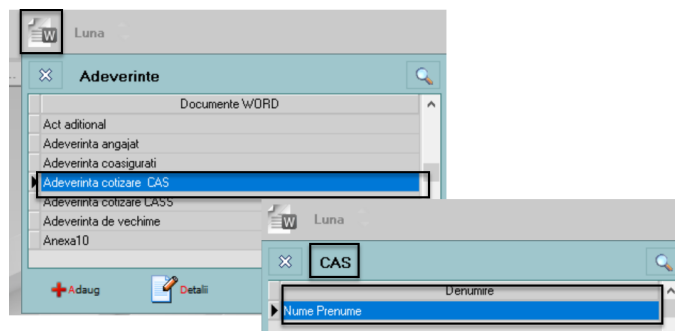 W Luna
Adeverinte
Documente WORD
Act aditional
Adeverinta angajat
Adeverinta coasigurati
Adeverinta cotizare CAS
Adeverinta cotizare CASS
Adeverinta de vechime
Anexa10
Adaug Detalii
W Luna
CAS
Denumire
Nume Prenume